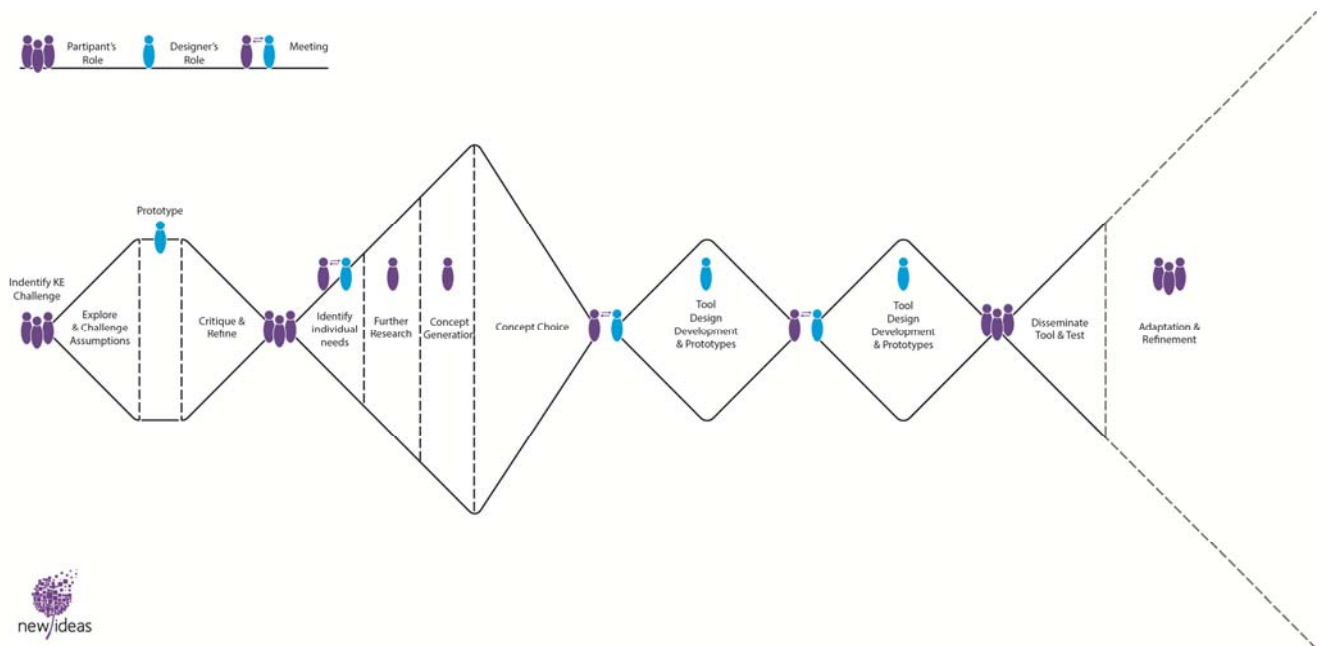 Partipant's
Role
Designer's
Role
Meeting
Prototype
Indentify KE
Challenge
Explore
& Challenge
Assumptions
Critique &
Refine
Identify
individual
needs
Further
Research
Concept
Generation
Concept Choice
Tool
Design
Development
& Prototypes
Tool
Design
Development
& Prototypes
Disseminate
Tool & Test
Adaptation &
Refinement
new/ideas